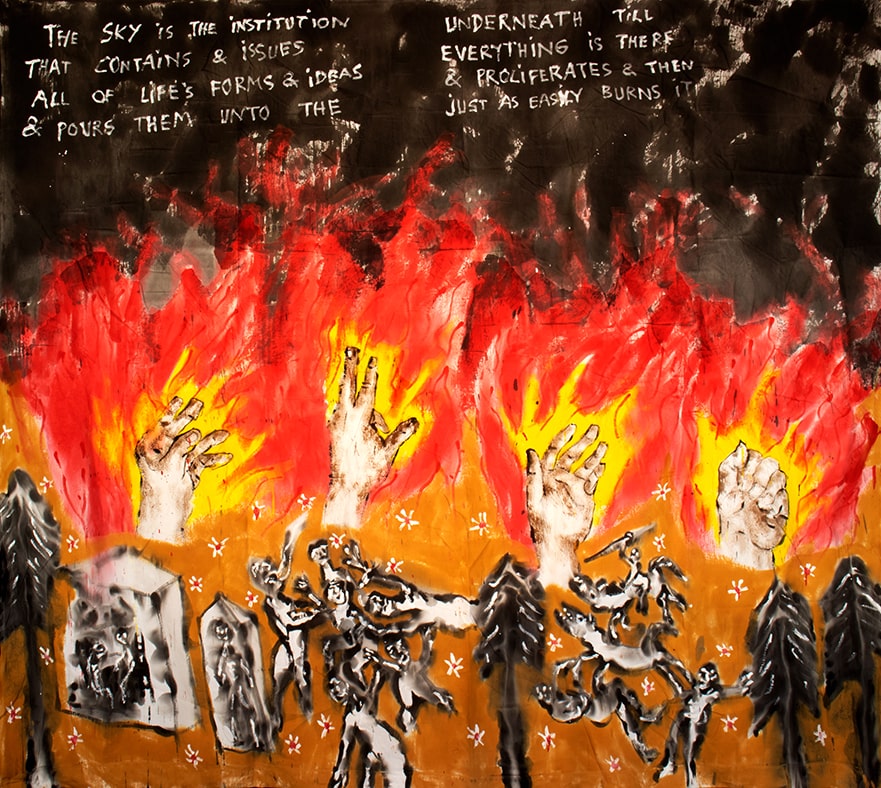 THE SKY IS THE INSTITUTION
THAT CONTAINS & ISSUES
ALL OF LIFE'S FORMS & IDEAS
& POURS THEM UNTO THE
UNDERNEATH TILL
EVERYTHING IS THERE
& PROLIFERATES & THEN
JUST AS EASILY BURNS IT